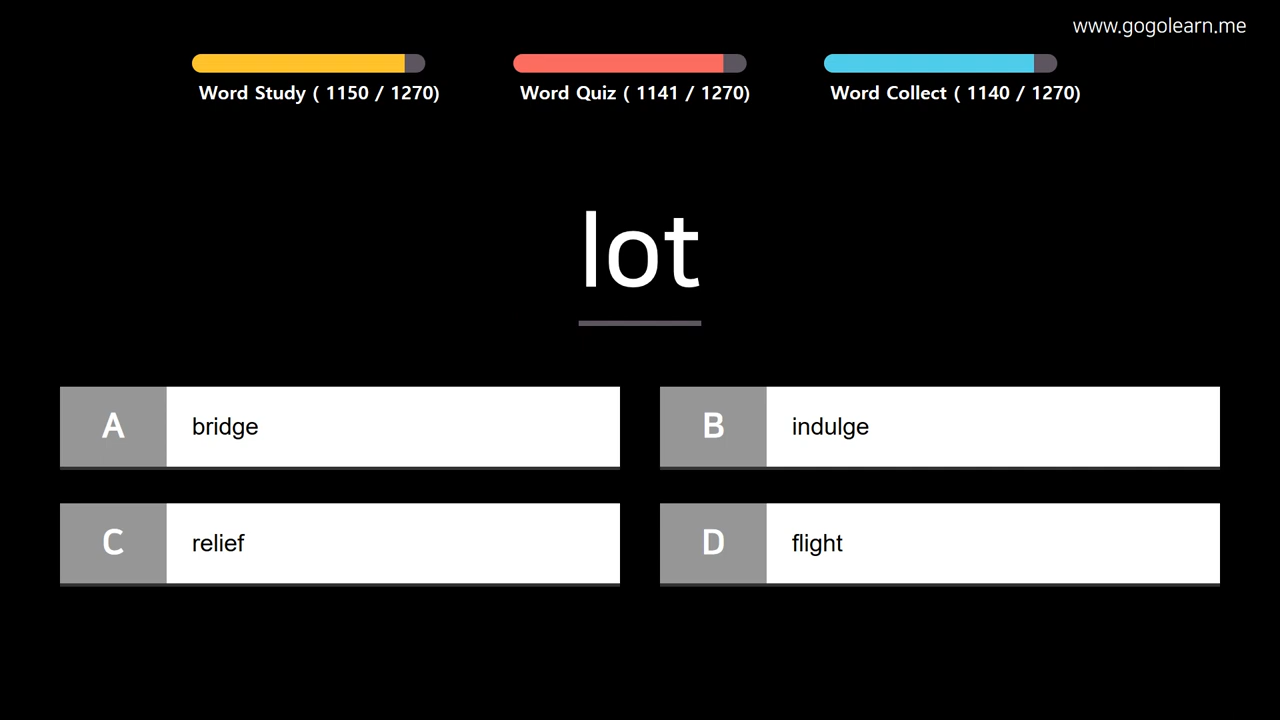 www.gogolearn.me
Word Study ( 1150 / 1270)
Word Quiz ( 1141 / 1270)
Word Collect ( 1140 / 1270)
lot
A bridge
B indulge
C relief
D flight